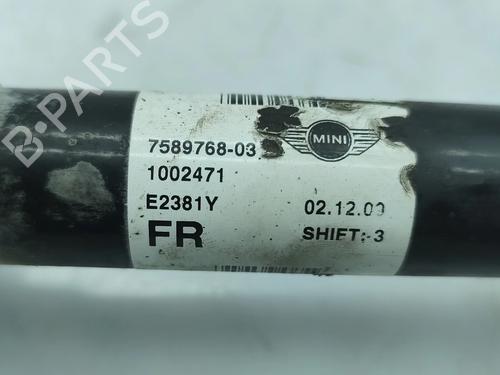 B-PARTS
MINI
7589768-03
1002471
E2381Y
02.12.09
FR
SHIFT:-3